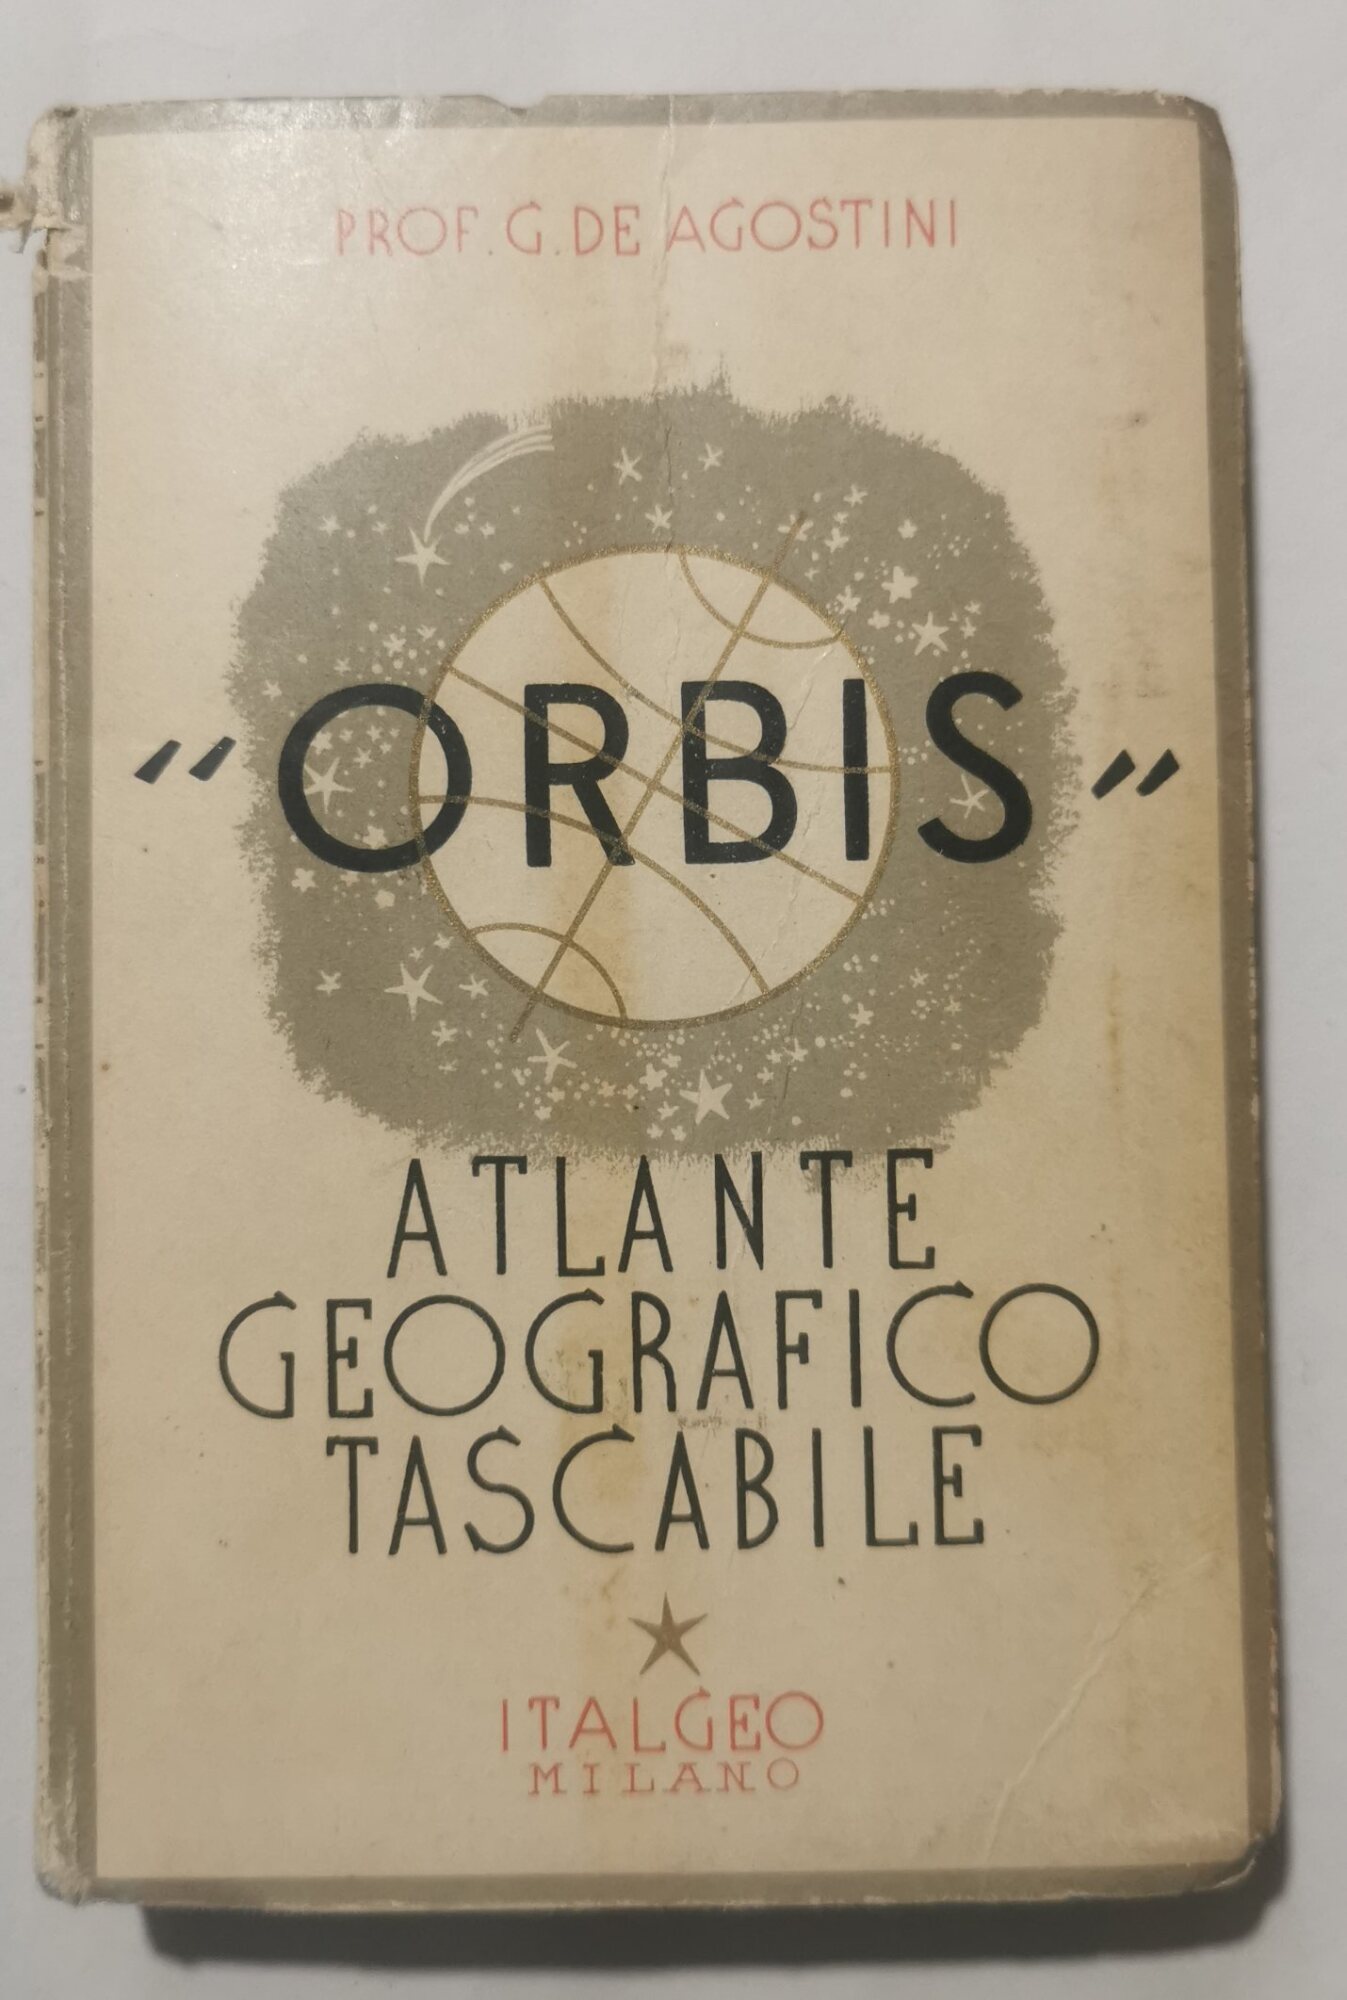 PROF. G. DE AGOSTINI
"ORBIS"
ATLANTE
GEOGRAFICO
TASCABILE
ITALGEO
MILANO